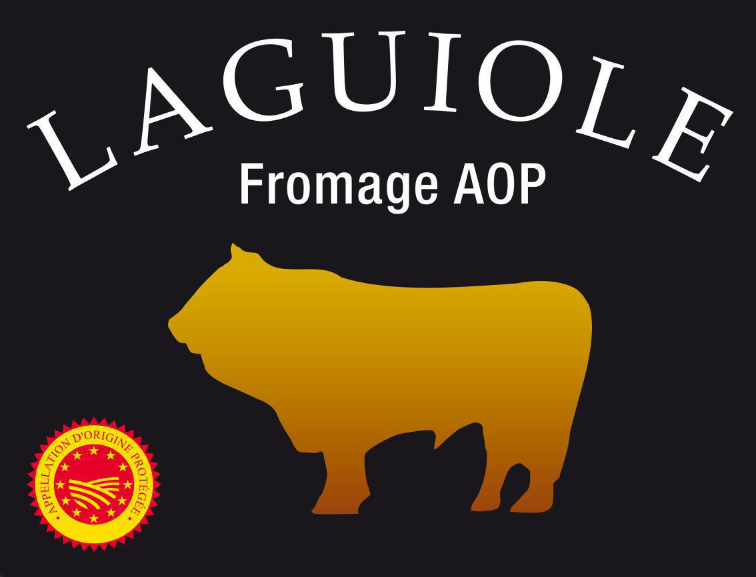 LAGUIOLE
Fromage AOP
APPELLATION D'ORIGINE PROTÉGÉE